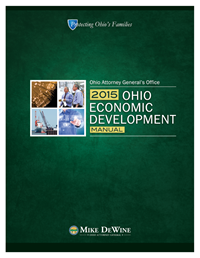 Protecting Ohio's Families
Ohio Attorney General's Office
2015 OHIO
ECONOMIC
DEVELOPMENT
MANUAL
MIKE DEWINE